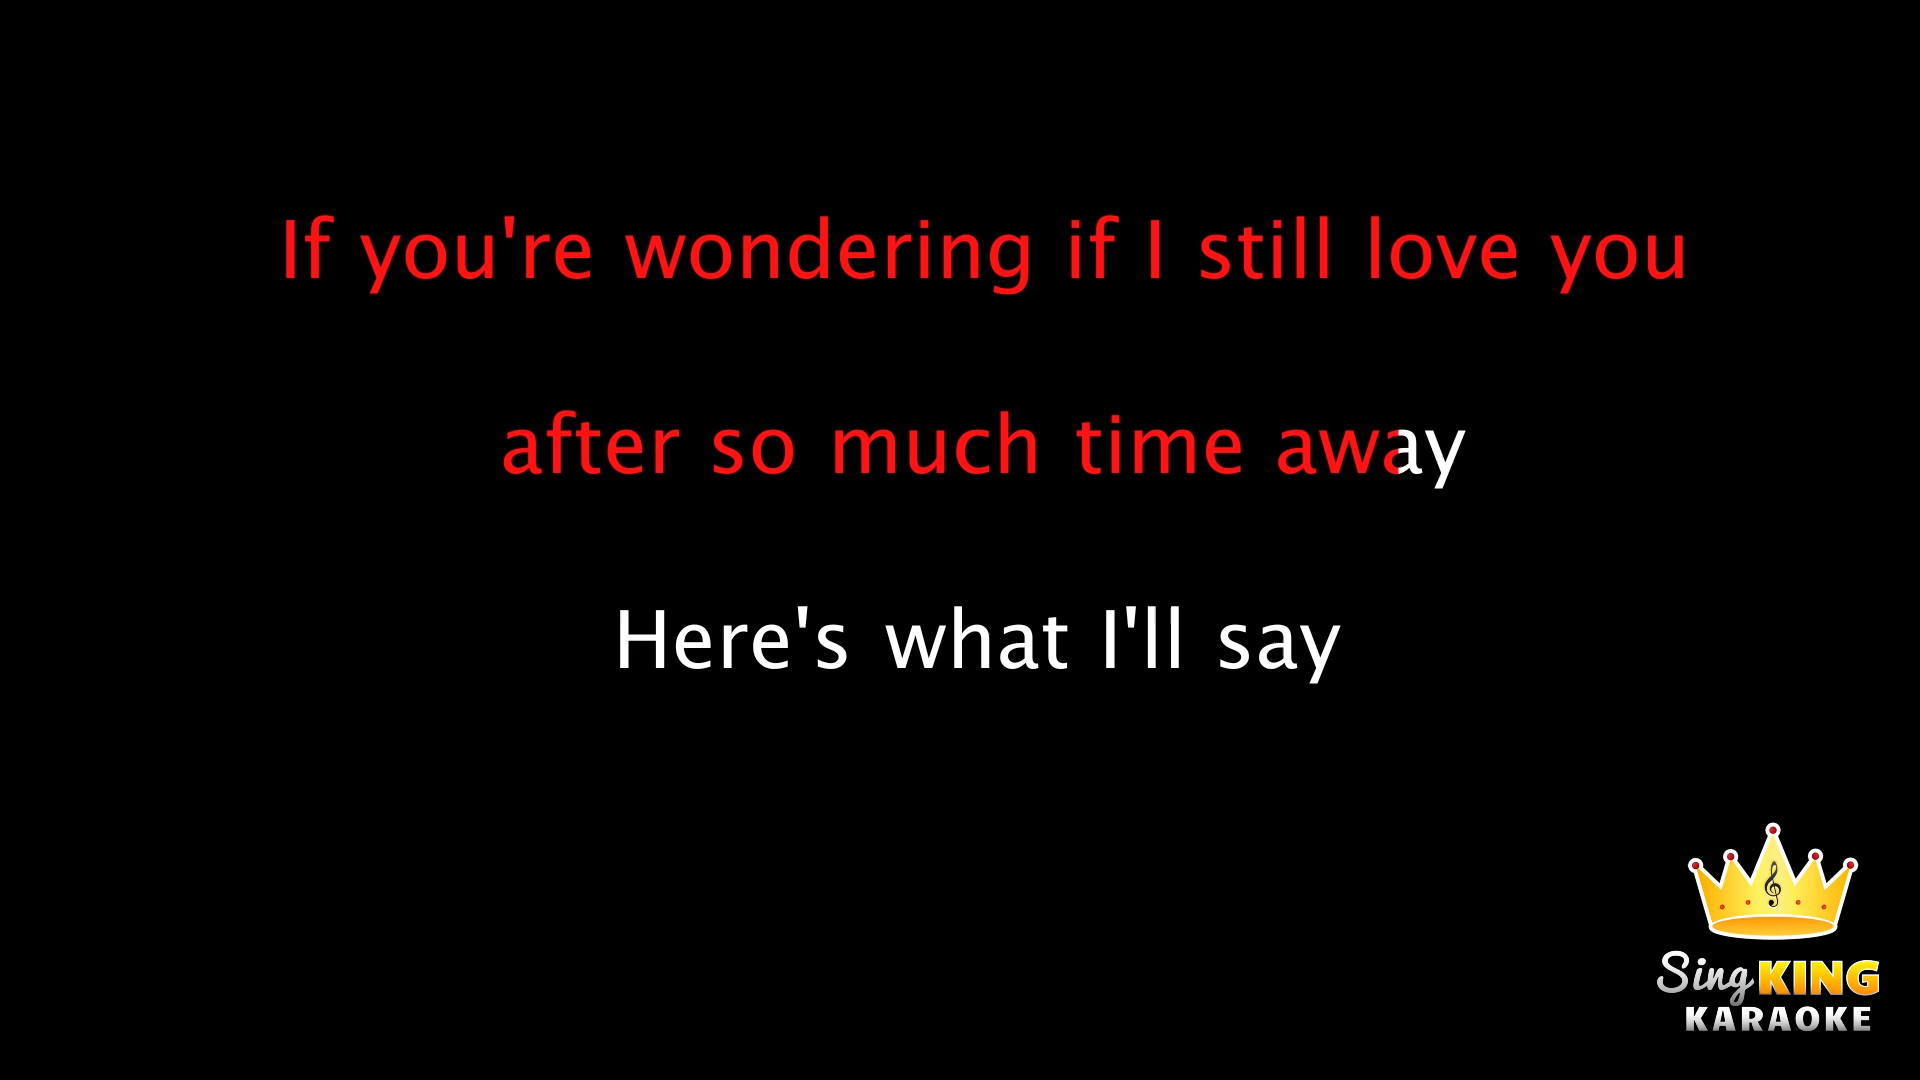 If you're wondering if I still love you
after so much time away
Here's what I'll say
Sing KING
KARAOKE